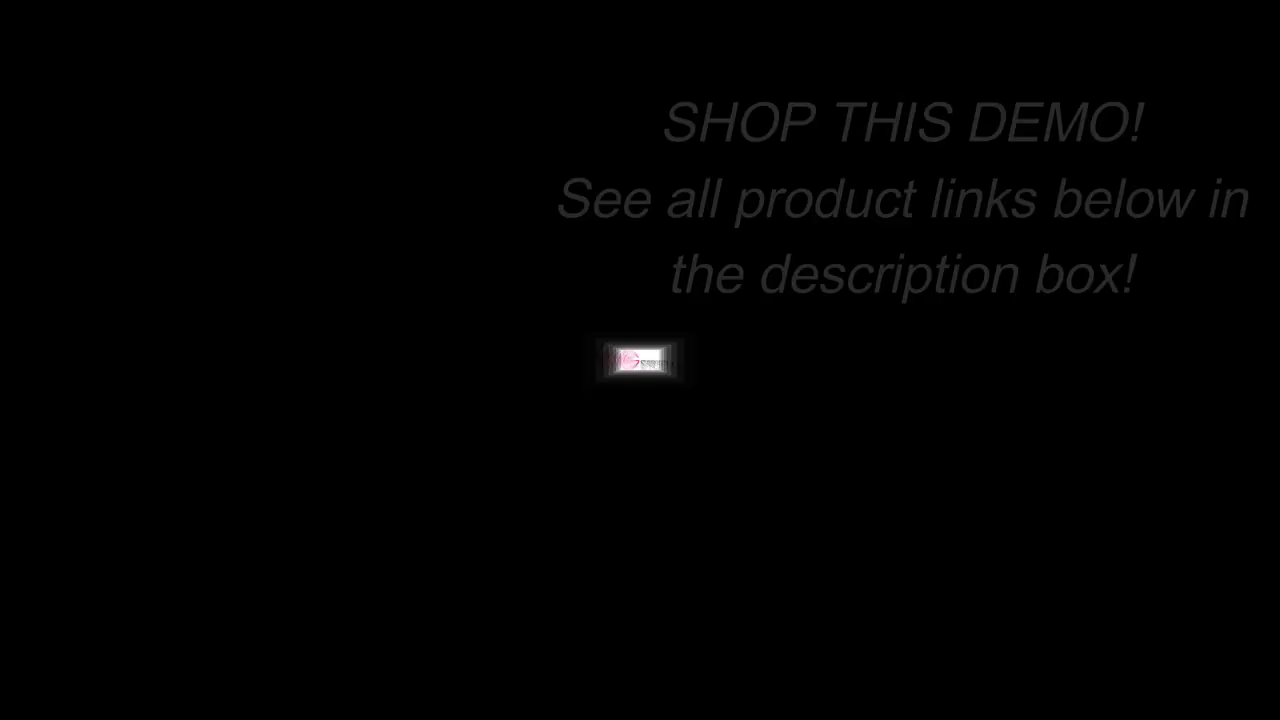 SHOP THIS DEMO!
See all product links below in
the description box!